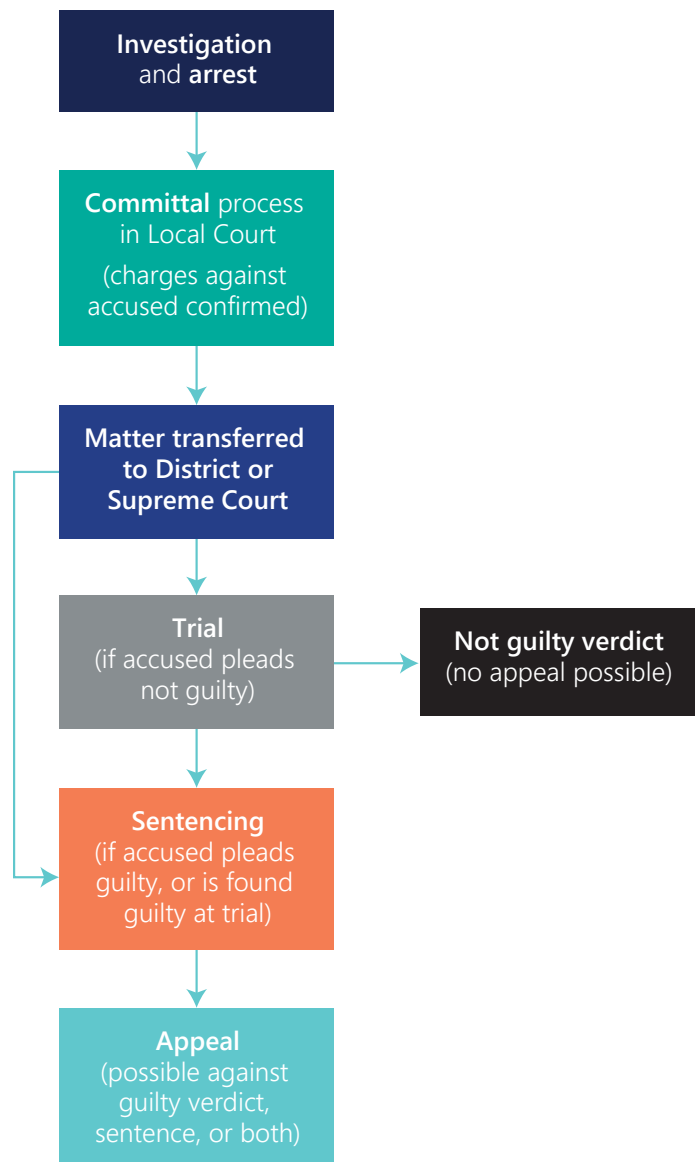 Investigation
and arrest
Committal process
in Local Court
(charges against
accused confirmed)
Matter transferred
to District or
Supreme Court
Trial
(if accused pleads
not guilty)
Not guilty verdict
(no appeal possible)
Sentencing
(if accused pleads
guilty, or is found
guilty at trial)
Appeal
(possible against
guilty verdict,
sentence, or both)